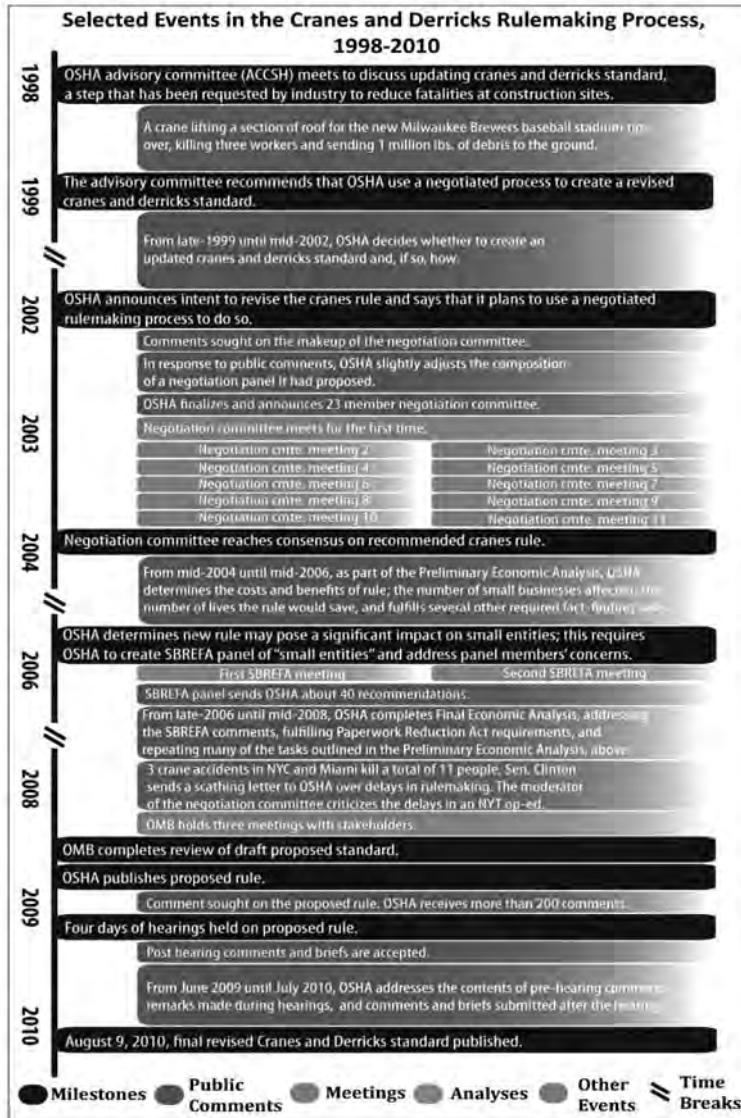 Selected Events in the Cranes and Derricks Rulemaking Process,
1998-2010
1998
OSHA advisory committee (ACCSH) meets to discuss updating cranes and derricks standard,
a step that has been requested by industry to reduce fatalities at construction sites.
A crane lifting a section of roof for the new Milwaukee Brewers baseball stadium
over, killing three workers and sending 1 million lbs. of debris to the ground.
1999
The advisory committee recommends that OSHA use a negotiated process to create a revised
cranes and derricks standard.
From late-1999 until mid-2002, OSHA decides whether to create an
updated cranes and derricks standard and, if so, how.
2002
OSHA announces intent to revise the cranes rule and says that it plans to use a negotiated
rulemaking process to do so.
Comments sought on the makeup of the negotiation committee.
In response to public comments, OSHA slightly adjusts the composition
of a negotiation panel it had proposed.
OSHA finalizes and announces 23 member negotiation committee.
2003
Negotiation committee meets for the first time.
Negotiation cmte. meeting 2
Negotiation cmte. meeting 3
Negotiation cmte. meeting 4
Negotiation cmte. meeting 5
Negotiation cmte. meeting 6
Negotiation cmte. meeting 7
Negotiation cmte. meeting 8
Negotiation cmte. meeting 9
Negotiation cmte. meeting 10
Negotiation cmte. meeting 11
2004
Negotiation committee reaches consensus on recommended cranes rule.
From mid-2004 until mid-2006, as part of the Preliminary Economic Analysis, OSHA
determines the costs and benefits of rule; the number of small businesses affected, the
number of lives the rule would save, and fulfills several other required fact-finding
2006
OSHA determines new rule may pose a significant impact on small entities; this requires
OSHA to create SBREFA panel of "small entities" and address panel members' concerns.
First SBREFA meeting
Second SBREFA meeting
SBREFA panel sends OSHA about 40 recommendations.
From late-2006 until mid-2008, OSHA completes Final Economic Analysis, addressing
the SBREFA comments, fulfilling Paperwork Reduction Act requirements, and
repeating many of the tasks outlined in the Preliminary Economic Analysis, above.
2008
3 crane accidents in NYC and Miami kill a total of 11 people. Sen. Clinton
sends a scathing letter to OSHA over delays in rulemaking. The moderator
of the negotiation committee criticizes the delays in an NYT op-ed.
OMB holds three meetings with stakeholders.
OMB completes review of draft proposed standard.
OSHA publishes proposed rule.
2009
Comment sought on the proposed rule. OSHA receives more than 200 comments.
Four days of hearings held on proposed rule.
Post hearing comments and briefs are accepted.
From June 2009 until July 2010, OSHA addresses the contents of pre-hearing comments,
remarks made during hearings, and comments and briefs submitted after the hearing.
2010
August 9, 2010, final revised Cranes and Derricks standard published.
Milestones
Public
Comments
Meetings
Analyses
Other
Events
Time
Breaks